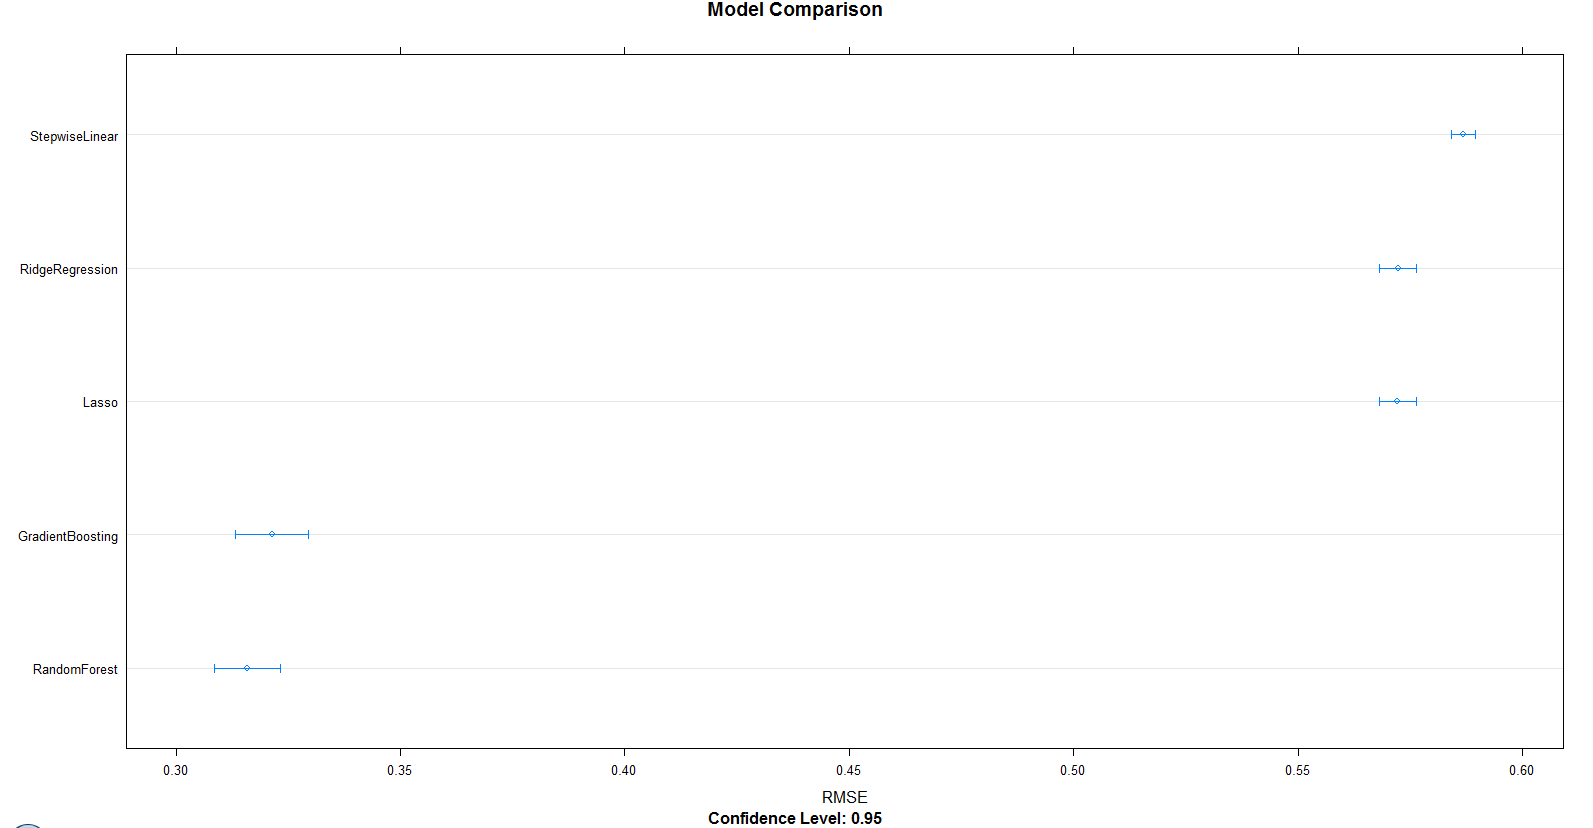 Model Comparison
StepwiseLinear
RidgeRegression
Lasso
GradientBoosting
RandomForest
0.30 0.35 0.40 0.45 0.50 0.55 0.60
RMSE
Confidence Level: 0.95